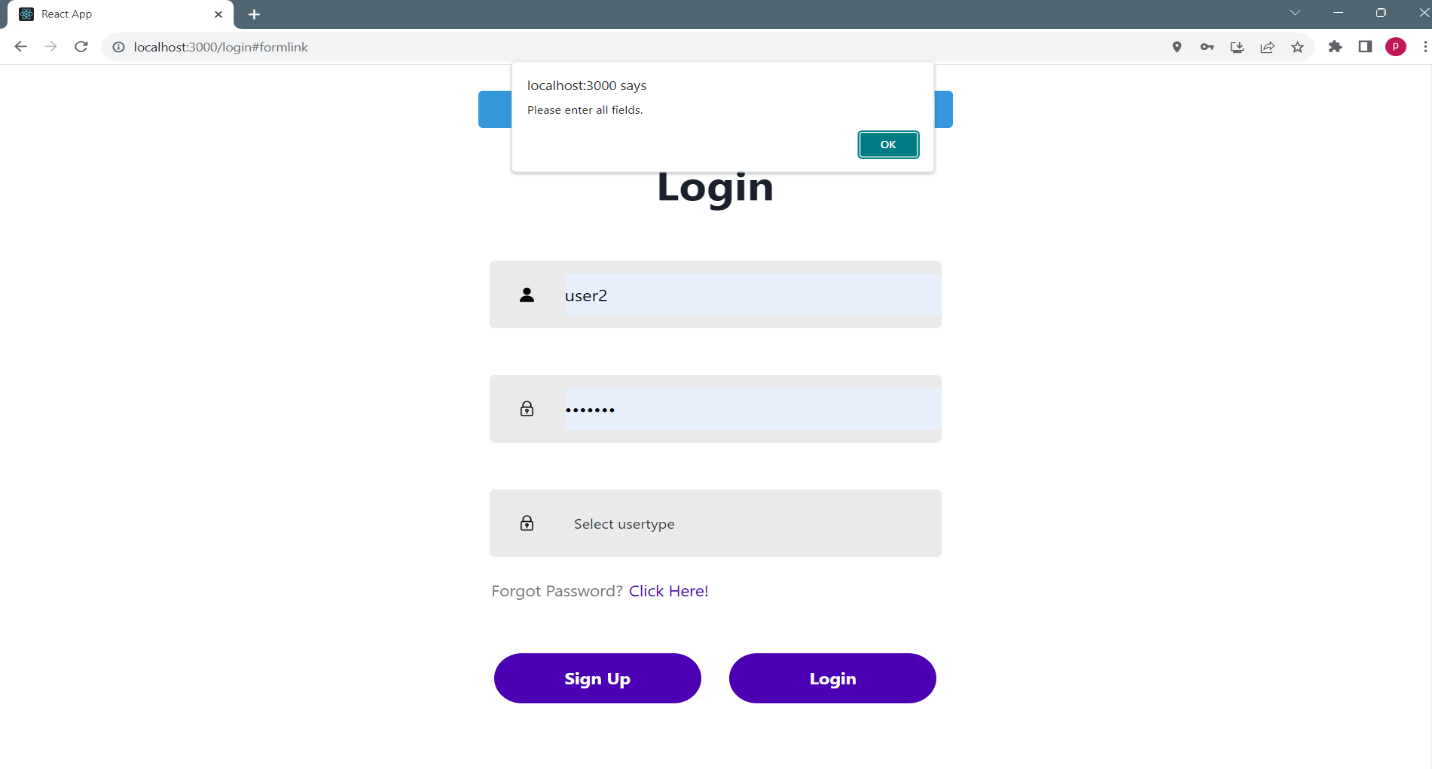 React App
localhost:3000/login#formlink
P
localhost:3000 says
Please enter all fields.
OK
Login
user2
•••••••
Select usertype
Forgot Password? Click Here!
Sign Up
Login